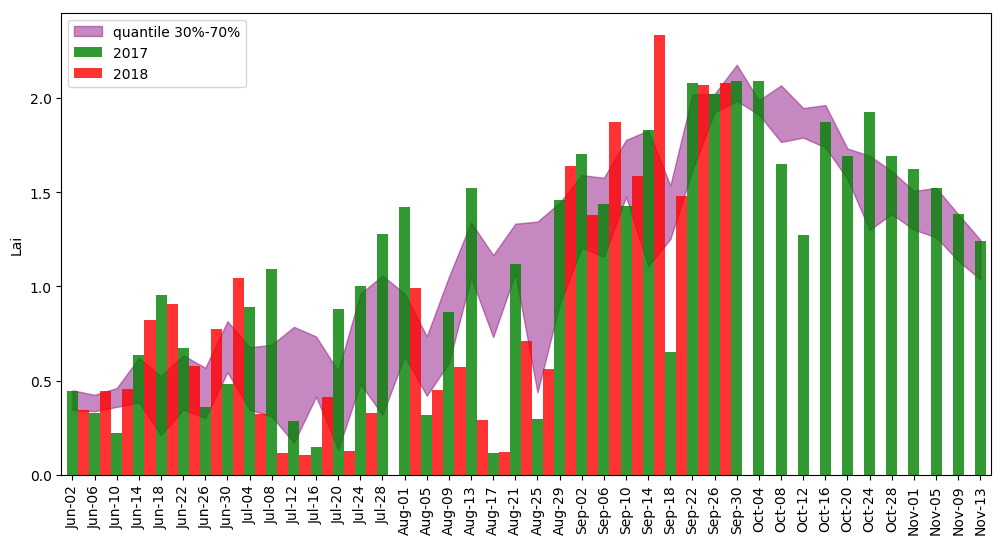 quantile 30%-70%
2017
2018
Lai
2.0
1.5
1.0
0.5
0.0
Jun-02
Jun-06
Jun-10
Jun-14
Jun-18
Jun-22
Jun-26
Jun-30
Jul-04
Jul-08
Jul-12
Jul-16
Jul-20
Jul-24
Jul-28
Aug-01
Aug-05
Aug-09
Aug-13
Aug-17
Aug-21
Aug-25
Aug-29
Sep-02
Sep-06
Sep-10
Sep-14
Sep-18
Sep-22
Sep-26
Sep-30
Oct-04
Oct-08
Oct-12
Oct-16
Oct-20
Oct-24
Oct-28
Nov-01
Nov-05
Nov-09
Nov-13